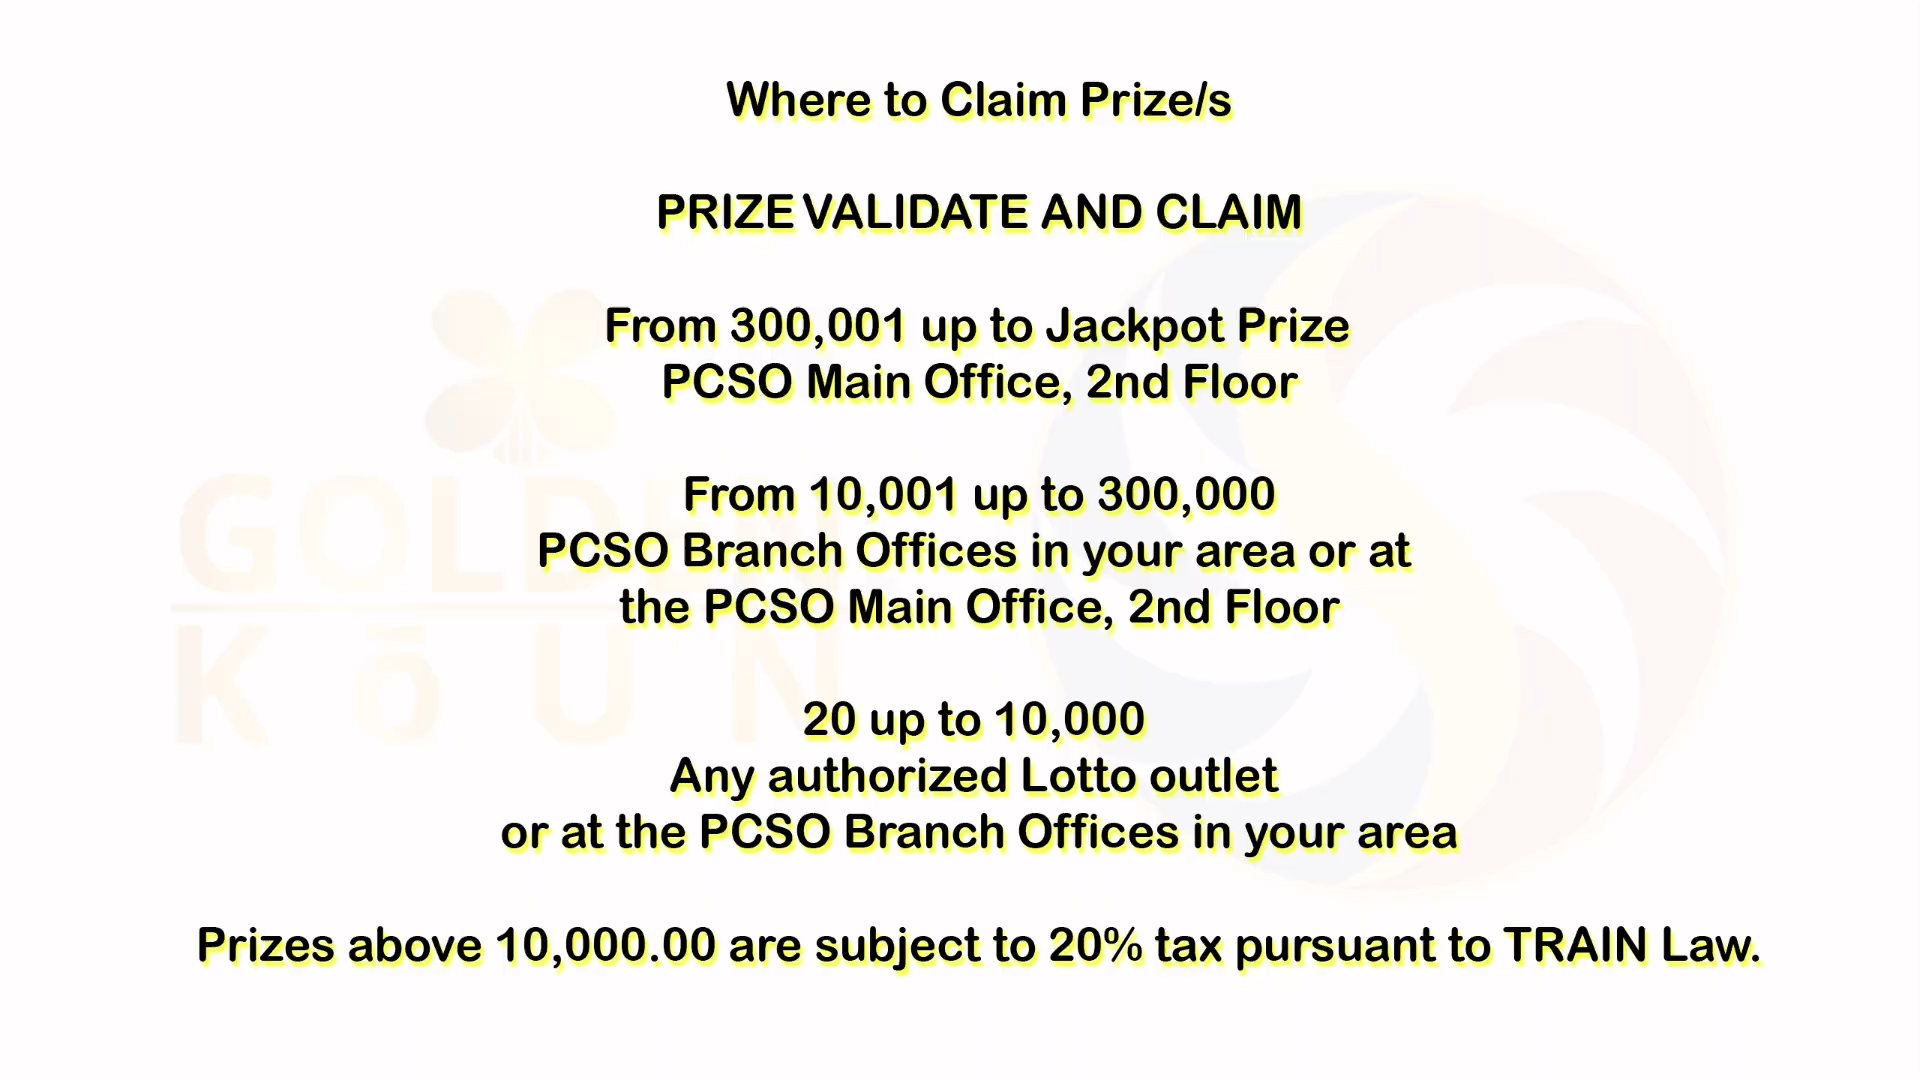 Where to Claim Prize/s
PRIZE VALIDATE AND CLAIM
From 300,001 up to Jackpot Prize
PCSO Main Office, 2nd Floor
From 10,001 up to 300,000
PCSO Branch Offices in your area or at
the PCSO Main Office, 2nd Floor
20 up to 10,000
Any authorized Lotto outlet
or at the PCSO Branch Offices in your area
Prizes above 10,000.00 are subject to 20% tax pursuant to TRAIN Law.
GOLDEN
KōUN